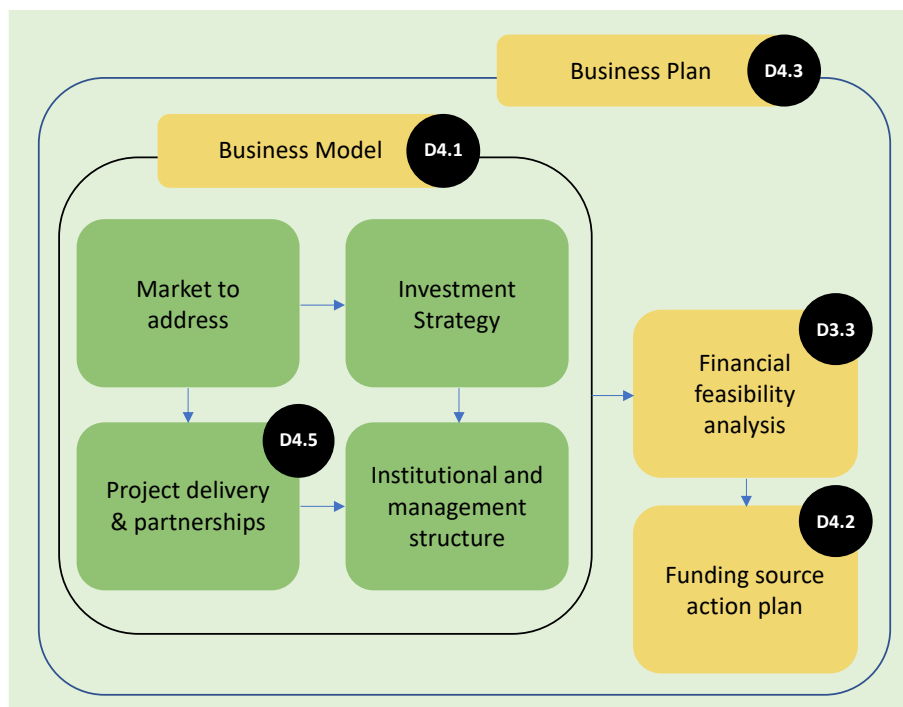 Business Plan
D4.3
Business Model
D4.1
Market to
address
Investment
Strategy
D3.3
Financial
feasibility
analysis
D4.5
Project delivery
& partnerships
Institutional and
management
structure
D4.2
Funding source
action plan